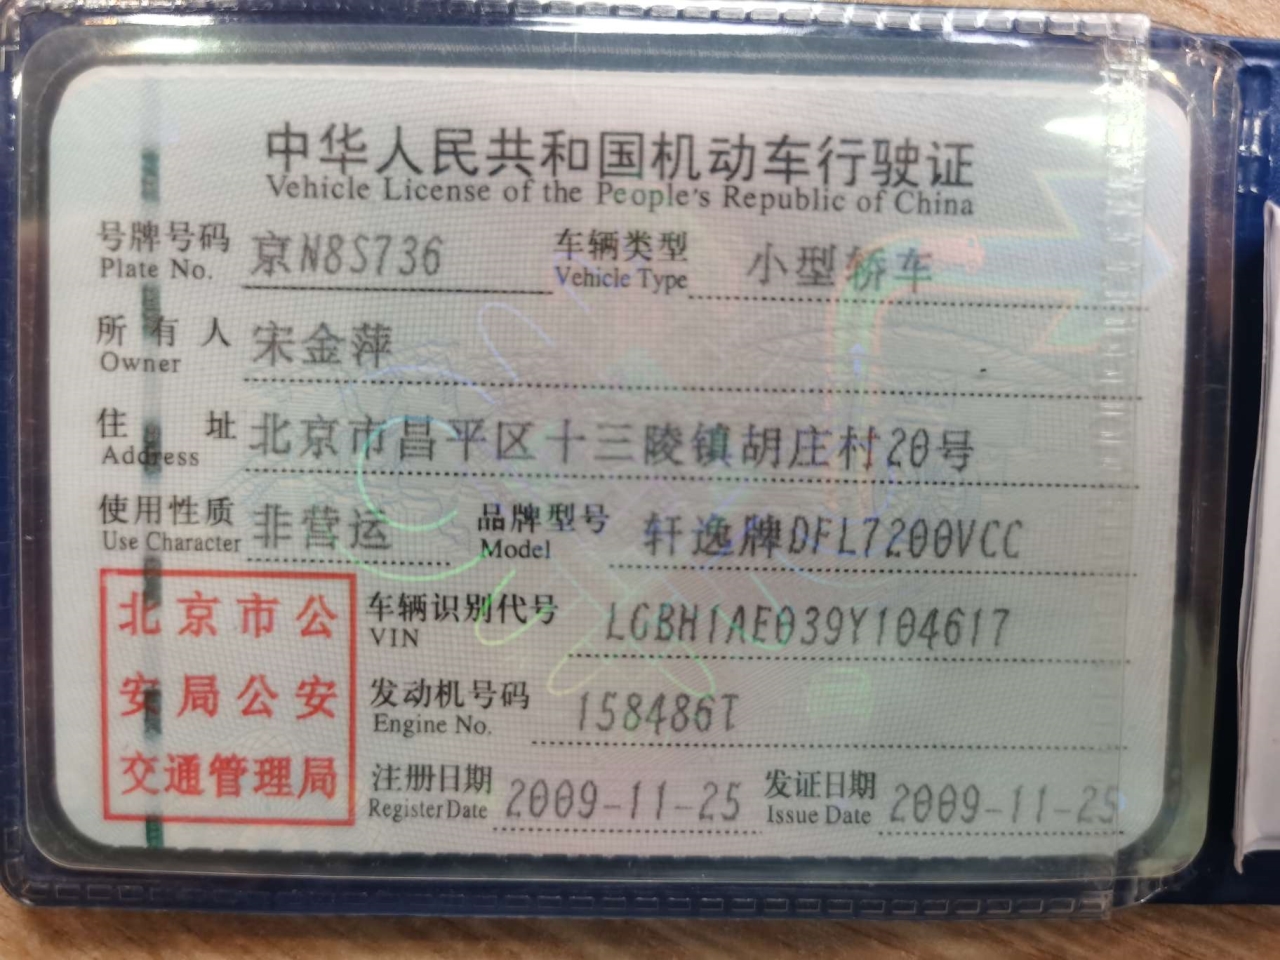 中华人民共和国机动车行驶证
Vehicle License of the People's Republic of China
号牌号码 京N8S736 车辆类型 小型轿车
Plate No. Vehicle Type
所有人 宋金萍
Owner
住址 北京市昌平区十三陵镇胡庄村20号
Address
使用性质 非营运 品牌型号 轩逸牌DFL7200VCC
Use Character Model
北京市公
安局公安
交通管理局
车辆识别代号 LGBH1AE039Y104617
VIN
发动机号码 158486T
Engine No.
注册日期 2009-11-25 发证日期 2009-11-25
Register Date Issue Date